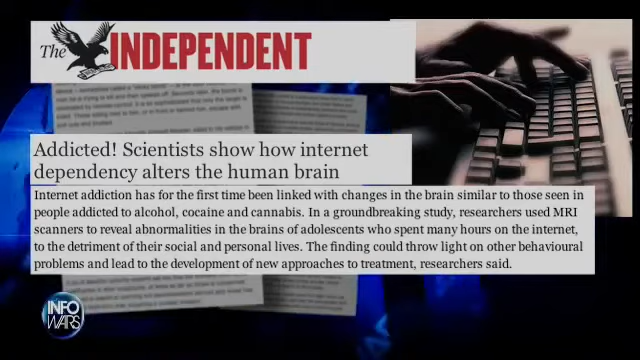 The INDEPENDENT
Addicted! Scientists show how internet
dependency alters the human brain
Internet addiction has for the first time been linked with changes in the brain similar to those seen in
people addicted to alcohol, cocaine and cannabis. In a groundbreaking study, researchers used MRI
scanners to reveal abnormalities in the brains of adolescents who spent many hours on the internet,
to the detriment of their social and personal lives. The finding could throw light on other behavioural
problems and lead to the development of new approaches to treatment, researchers said.
INFO
WARS